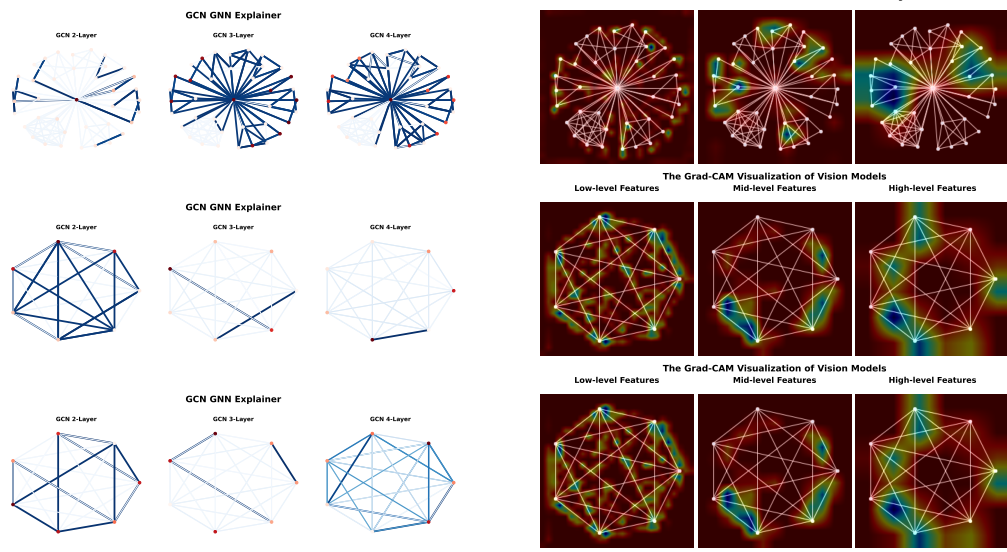 GCN GNN Explainer
GCN 2-Layer GCN 3-Layer GCN 4-Layer
The Grad-CAM Visualization of Vision Models
Low-level Features Mid-level Features High-level Features
GCN GNN Explainer
GCN 2-Layer GCN 3-Layer GCN 4-Layer
The Grad-CAM Visualization of Vision Models
Low-level Features Mid-level Features High-level Features
GCN GNN Explainer
GCN 2-Layer GCN 3-Layer GCN 4-Layer